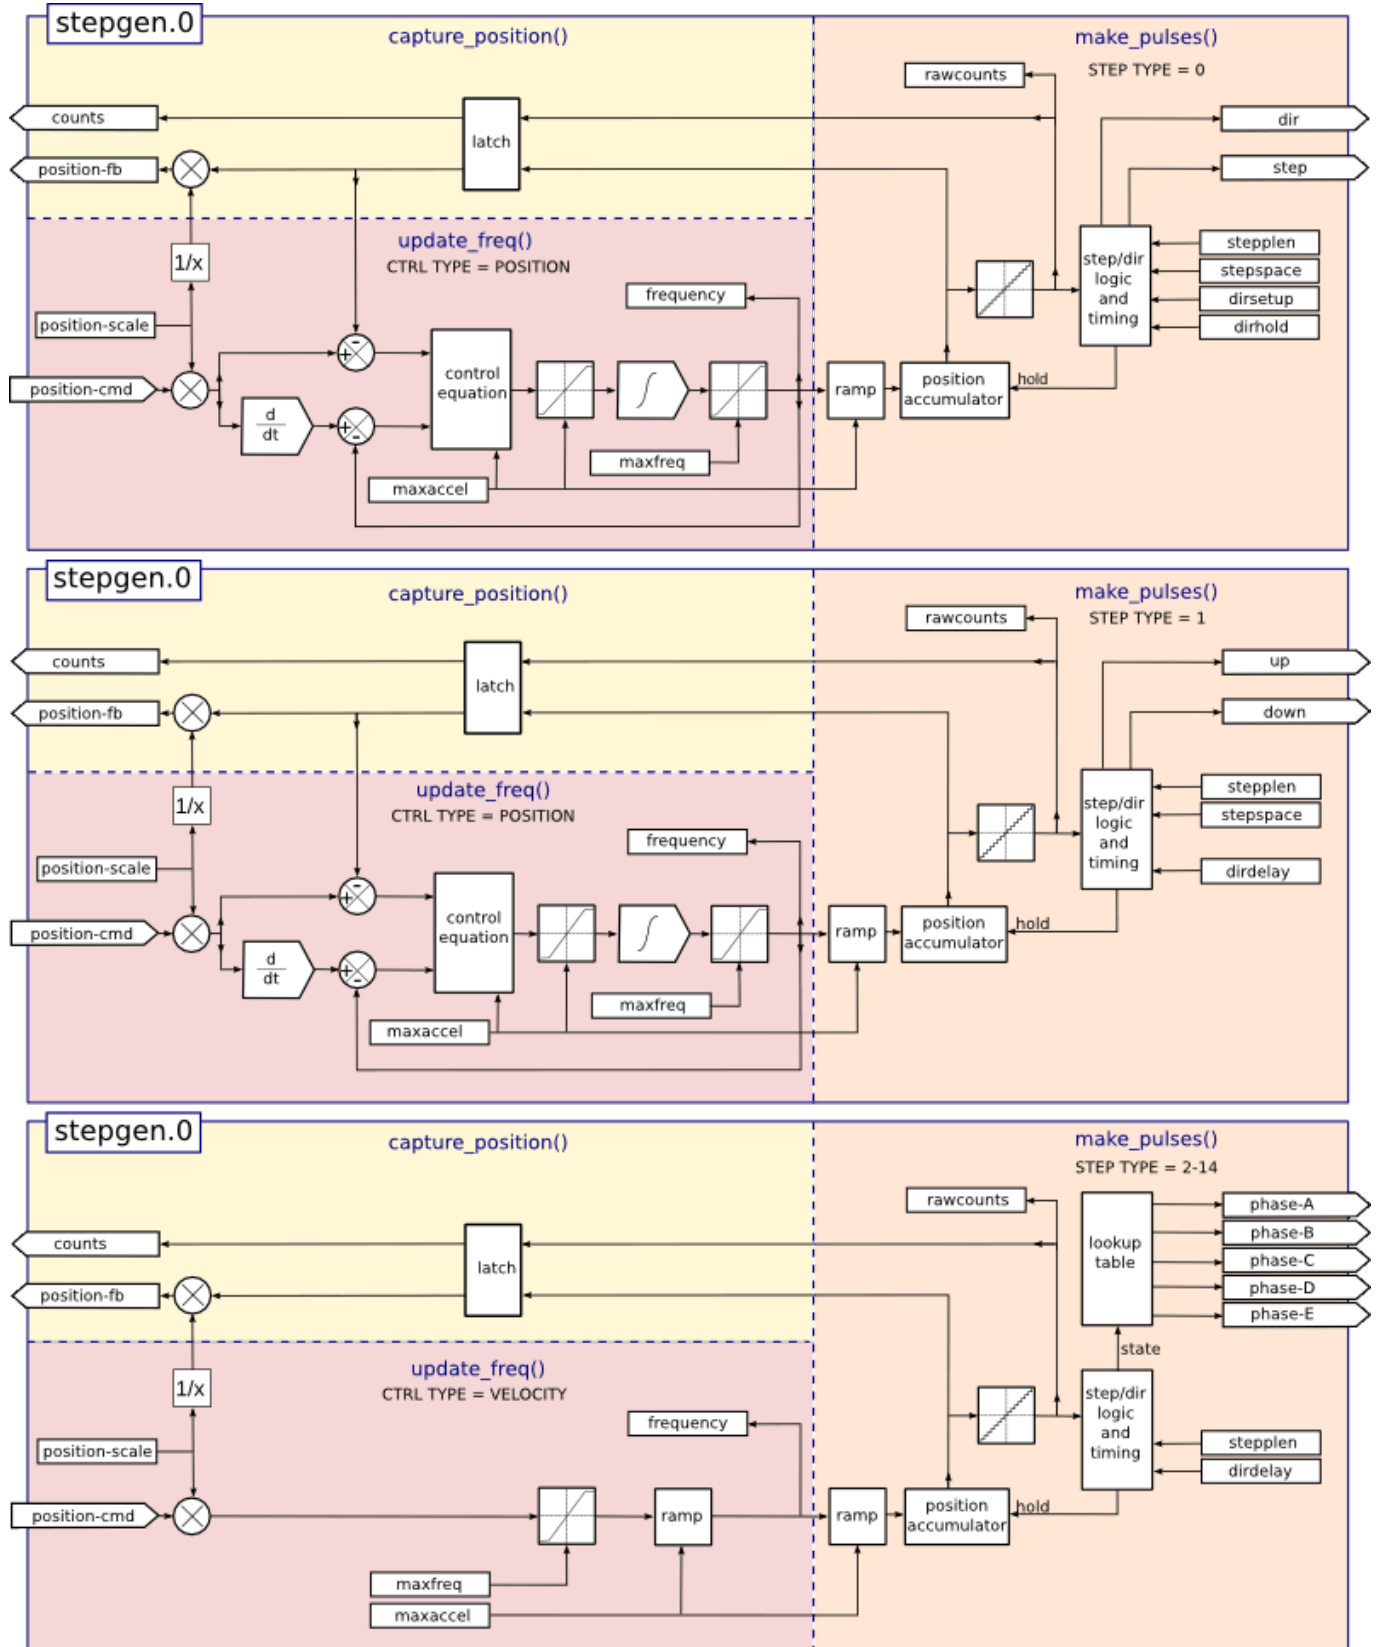 stepgen.0
capture_position()
make_pulses()
STEP TYPE = 0
rawcounts
counts
latch
dir
position-fb
step
update_freq()
CTRL TYPE = POSITION
1/x
frequency
step/dir
logic
and
timing
stepplen
stepspace
dirsetup
dirhold
position-scale
position-cmd
d
dt
control
equation
ramp
position
accumulator
hold
maxfreq
maxaccel
stepgen.0
capture_position()
make_pulses()
STEP TYPE = 1
rawcounts
counts
latch
up
position-fb
down
update_freq()
CTRL TYPE = POSITION
1/x
frequency
step/dir
logic
and
timing
stepplen
stepspace
dirdelay
position-scale
position-cmd
d
dt
control
equation
ramp
position
accumulator
hold
maxfreq
maxaccel
stepgen.0
capture_position()
make_pulses()
STEP TYPE = 2-14
rawcounts
counts
latch
lookup
table
phase-A
phase-B
phase-C
phase-D
phase-E
position-fb
state
update_freq()
CTRL TYPE = VELOCITY
1/x
frequency
step/dir
logic
and
timing
stepplen
dirdelay
position-scale
position-cmd
ramp
ramp
position
accumulator
hold
maxfreq
maxaccel